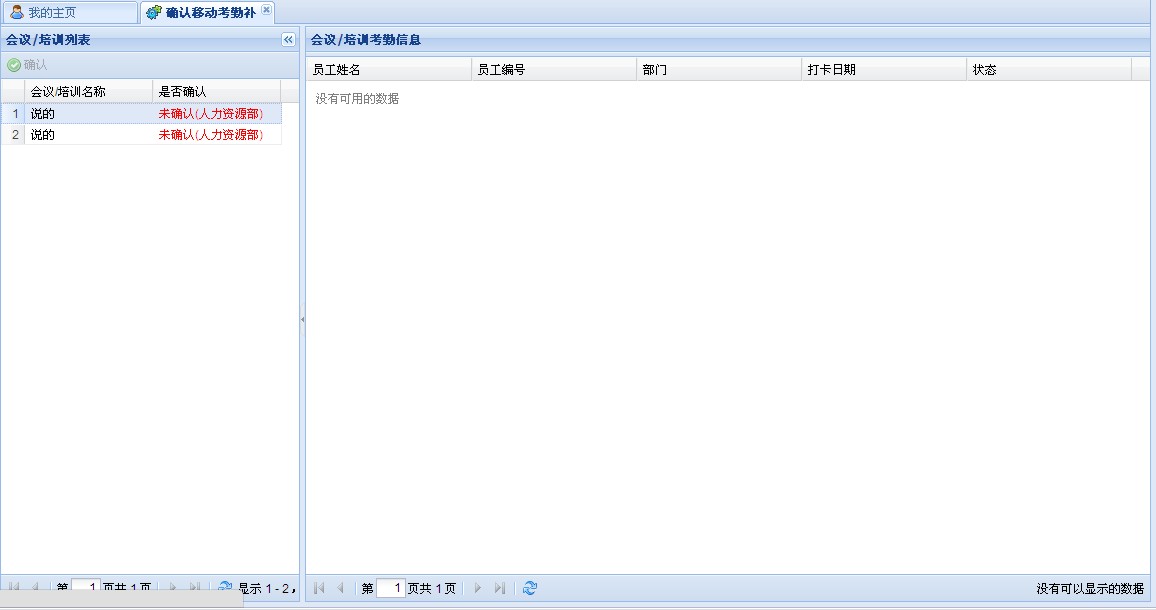 我的主页
确认移动考勤补
会议/培训列表
确认
会议/培训名称 是否确认
1 说的 未确认(人力资源部)
2 说的 未确认(人力资源部)
第 1 页共 1 页 显示 1 - 2，
会议/培训考勤信息
员工姓名 员工编号 部门 打卡日期 状态
没有可用的数据
第 1 页共 1 页 没有可以显示的数据